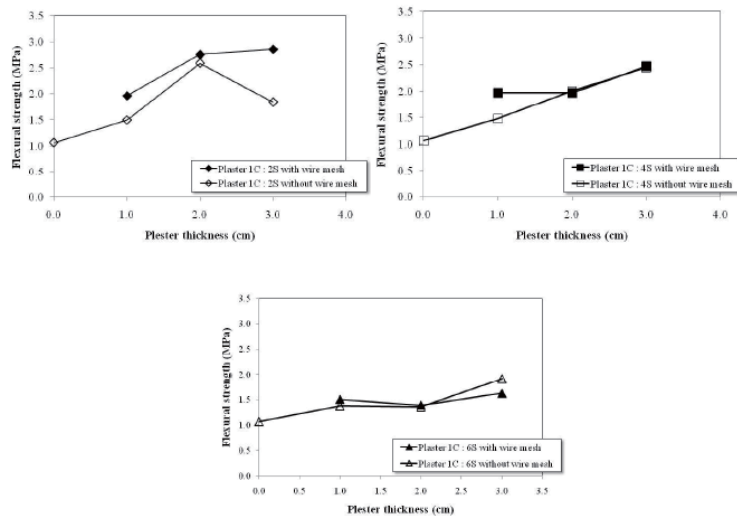 3.5
3.0
2.5
2.0
1.5
1.0
0.5
0.0
Flexural strength (MPa)
Plaster 1C : 2S with wire mesh
Plaster 1C : 2S without wire mesh
0.0 1.0 2.0 3.0 4.0
Plester thickness (cm)
3.5
3.0
2.5
2.0
1.5
1.0
0.5
0.0
Flexural strength (MPa)
Plaster 1C : 4S with wire mesh
Plaster 1C : 4S without wire mesh
0.0 1.0 2.0 3.0 4.0
Plester thickness (cm)
3.5
3.0
2.5
2.0
1.5
1.0
0.5
0.0
Flexural strength (MPa)
Plaster 1C : 6S with wire mesh
Plaster 1C : 6S without wire mesh
0.0 0.5 1.0 1.5 2.0 2.5 3.0 3.5
Plester thickness (cm)